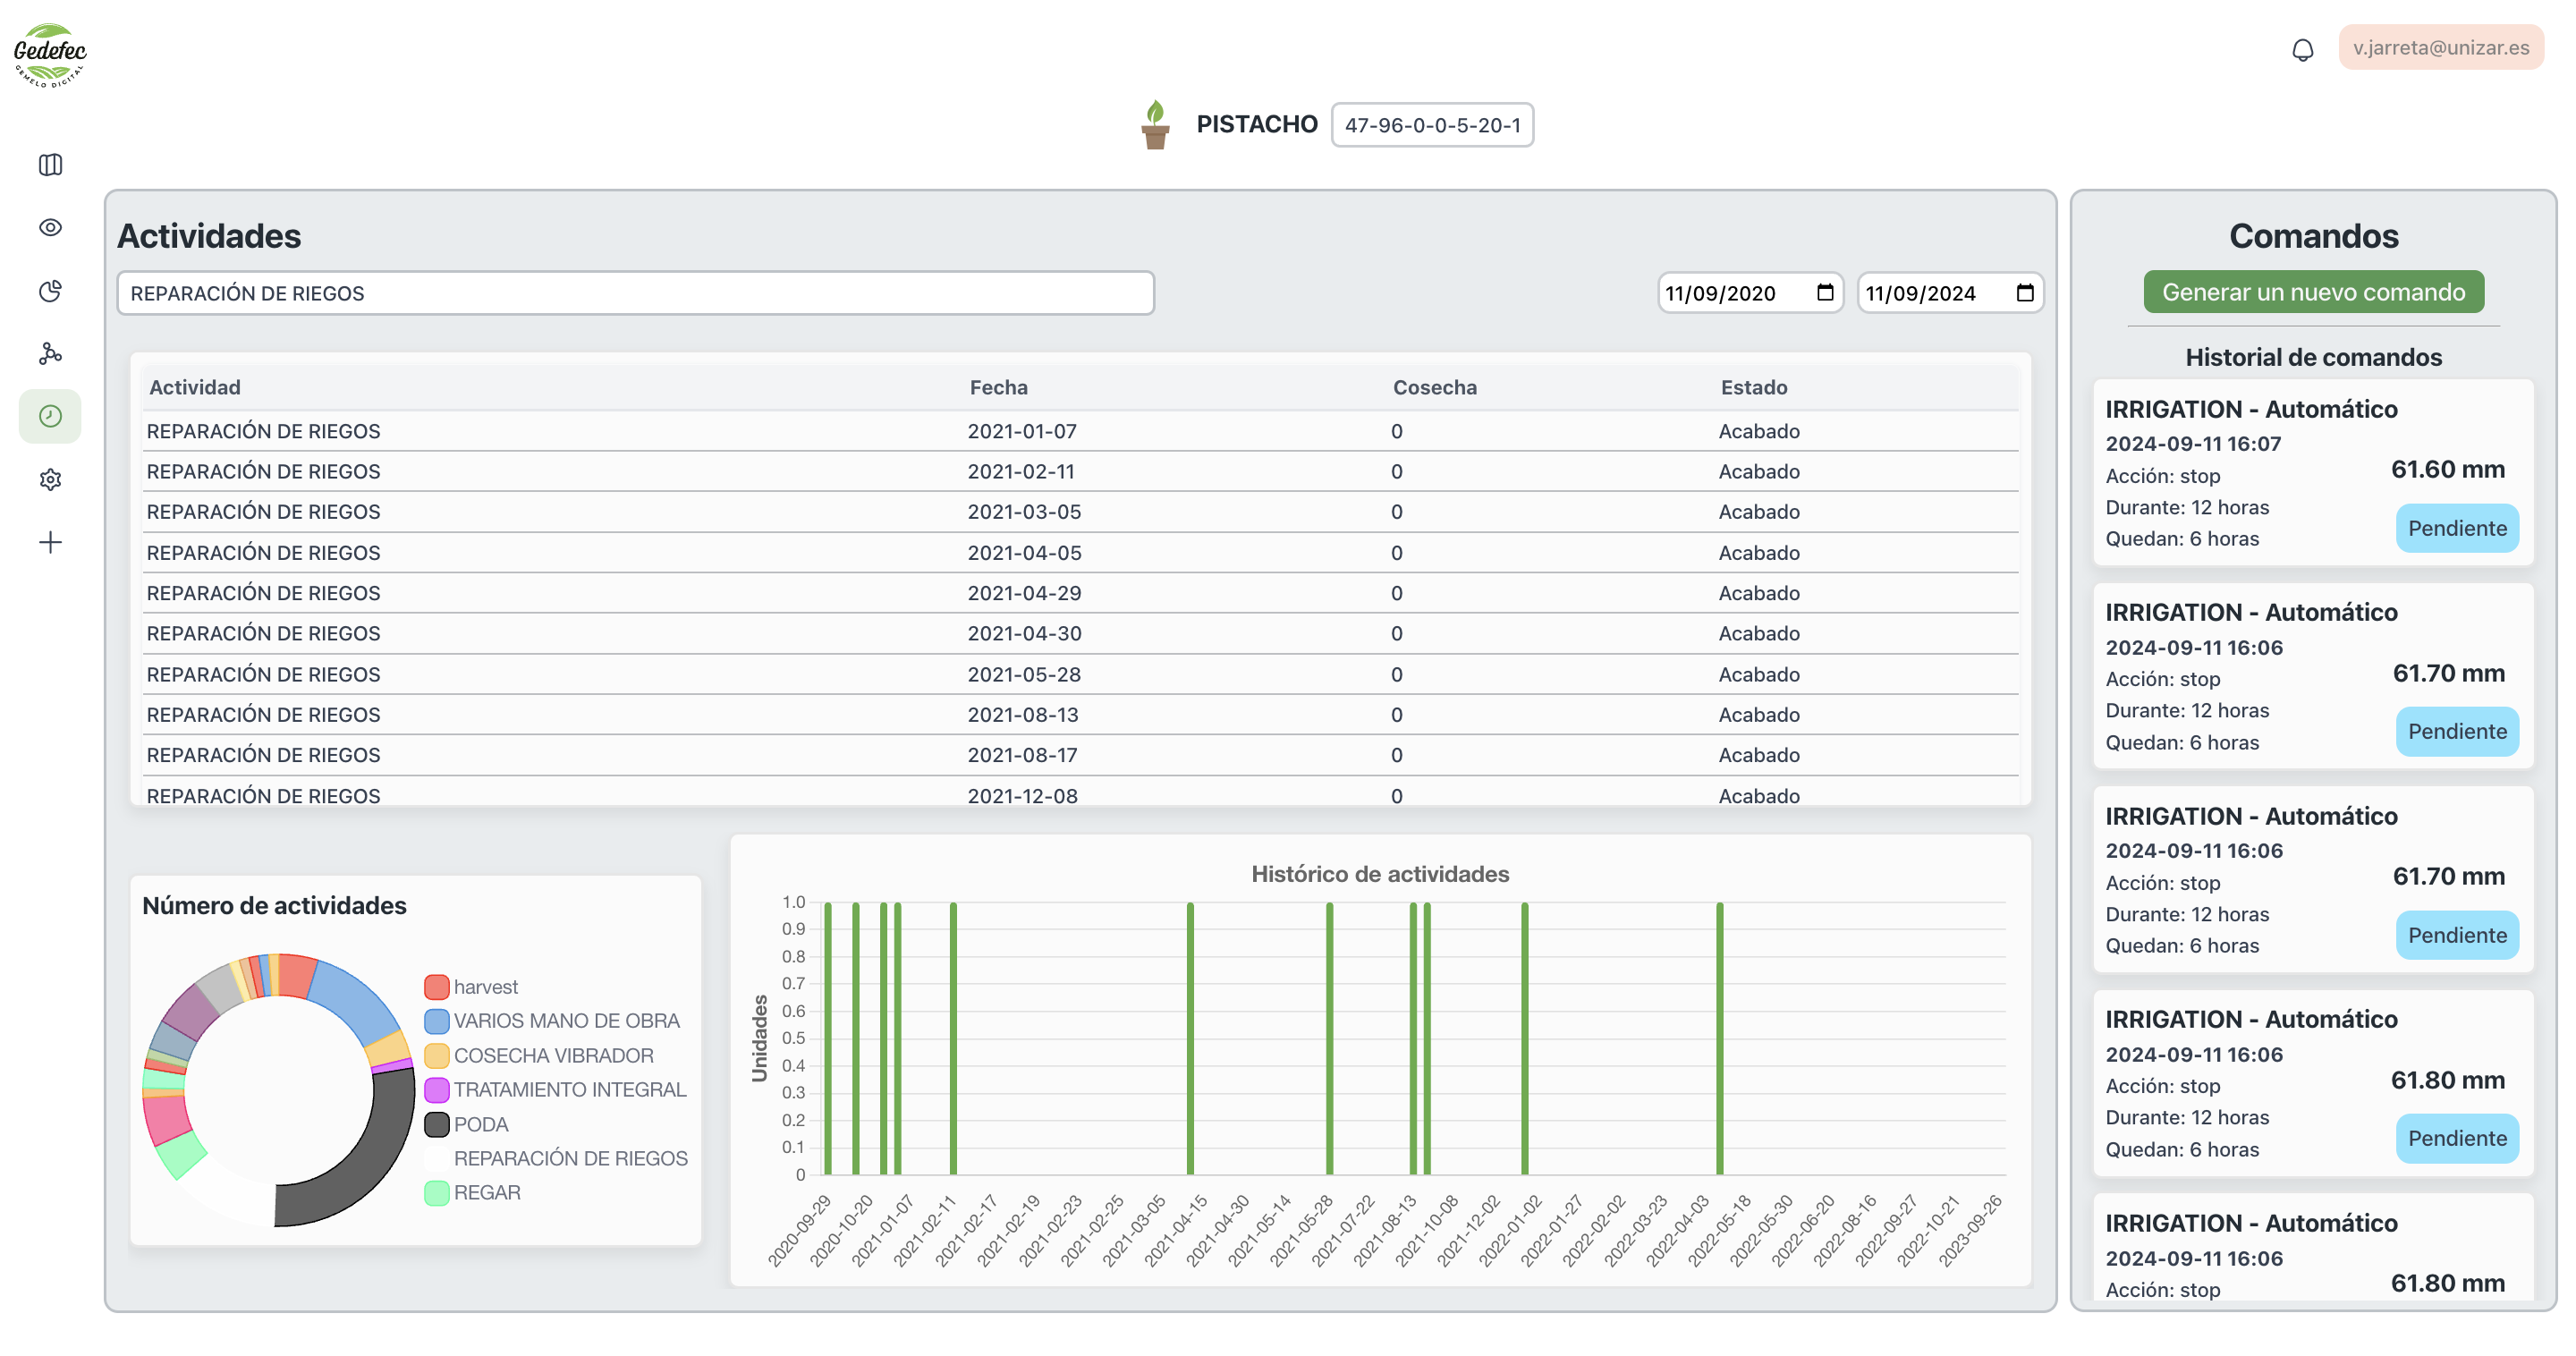 Gedefec
GEMELO DIGITAL
v.jarreta@unizar.es
PISTACHO 47-96-0-0-5-20-1
Actividades
REPARACIÓN DE RIEGOS 11/09/2020 11/09/2024
Actividad Fecha Cosecha Estado
REPARACIÓN DE RIEGOS 2021-01-07 0 Acabado
REPARACIÓN DE RIEGOS 2021-02-11 0 Acabado
REPARACIÓN DE RIEGOS 2021-03-05 0 Acabado
REPARACIÓN DE RIEGOS 2021-04-05 0 Acabado
REPARACIÓN DE RIEGOS 2021-04-29 0 Acabado
REPARACIÓN DE RIEGOS 2021-04-30 0 Acabado
REPARACIÓN DE RIEGOS 2021-05-28 0 Acabado
REPARACIÓN DE RIEGOS 2021-08-13 0 Acabado
REPARACIÓN DE RIEGOS 2021-08-17 0 Acabado
REPARACIÓN DE RIEGOS 2021-12-08 0 Acabado
Número de actividades
harvest
VARIOS MANO DE OBRA
COSECHA VIBRADOR
TRATAMIENTO INTEGRAL
PODA
REPARACIÓN DE RIEGOS
REGAR
Histórico de actividades
Unidades
1.0
0.9
0.8
0.7
0.6
0.5
0.4
0.3
0.2
0.1
0
2020-09-29 2020-10-20 2021-01-07 2021-02-11 2021-02-17 2021-02-19 2021-02-23 2021-02-25 2021-03-05 2021-04-15 2021-04-30 2021-05-14 2021-05-28 2021-07-22 2021-08-13 2021-10-08 2021-12-02 2022-01-02 2022-01-27 2022-02-02 2022-03-23 2022-04-03 2022-05-18 2022-05-30 2022-06-20 2022-08-16 2022-09-27 2022-10-21 2023-09-26
Comandos
Generar un nuevo comando
Historial de comandos
IRRIGATION - Automático
2024-09-11 16:07
61.60 mm
Acción: stop
Durante: 12 horas
Pendiente
Quedan: 6 horas
IRRIGATION - Automático
2024-09-11 16:06
61.70 mm
Acción: stop
Durante: 12 horas
Pendiente
Quedan: 6 horas
IRRIGATION - Automático
2024-09-11 16:06
61.70 mm
Acción: stop
Durante: 12 horas
Pendiente
Quedan: 6 horas
IRRIGATION - Automático
2024-09-11 16:06
61.80 mm
Acción: stop
Durante: 12 horas
Pendiente
Quedan: 6 horas
IRRIGATION - Automático
2024-09-11 16:06
61.80 mm
Acción: stop